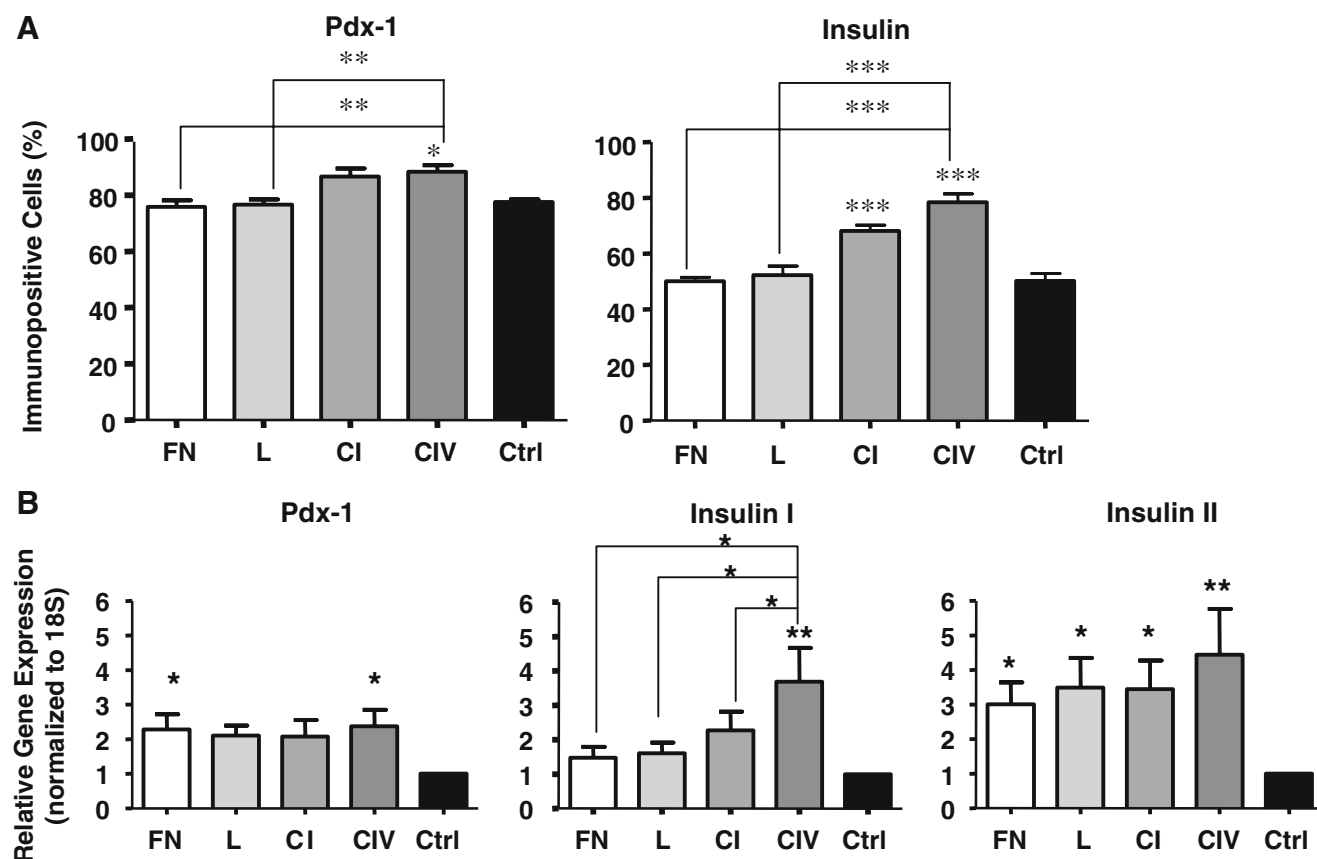 A
Pdx-1
Insulin
**
**
*
***
***
***
***
Immunopositive Cells (%)
100
80
60
40
20
0
FN L CI CIV Ctrl
100
80
60
40
20
0
FN L CI CIV Ctrl
B
Pdx-1
Insulin I
Insulin II
Relative Gene Expression
(normalized to 18S)
6
5
4
3
2
1
0
* *
FN L CI CIV Ctrl
*
*
*
**
6
5
4
3
2
1
0
FN L CI CIV Ctrl
6
5
4
3
2
1
0
* * * **
FN L CI CIV Ctrl